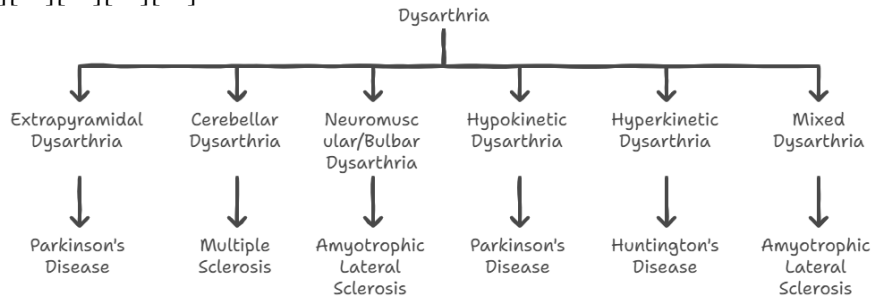 Dysarthria
Extrapyramidal
Dysarthria
Cerebellar
Dysarthria
Neuromusc
ular/Bulbar
Dysarthria
Hypokinetic
Dysarthria
Hyperkinetic
Dysarthria
Mixed
Dysarthria
Parkinson's
Disease
Multiple
Sclerosis
Amyotrophic
Lateral
Sclerosis
Parkinson's
Disease
Huntington's
Disease
Amyotrophic
Lateral
Sclerosis